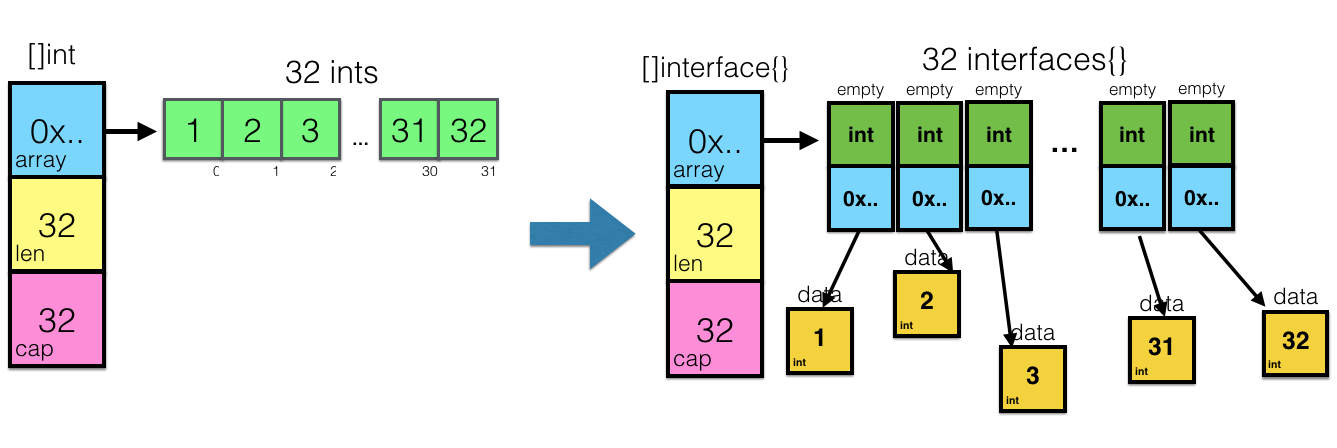 []int
32 ints
0x..
array
1 2 3 ... 31 32
0 1 2 30 31
32
len
32
cap
[]interface{}
32 interfaces{}
empty empty empty empty empty
0x..
array
int int int ... int int
0x.. 0x.. 0x.. 0x.. 0x..
32
len
32
cap
data
1
int
data
2
int
data
3
int
data
31
int
data
32
int